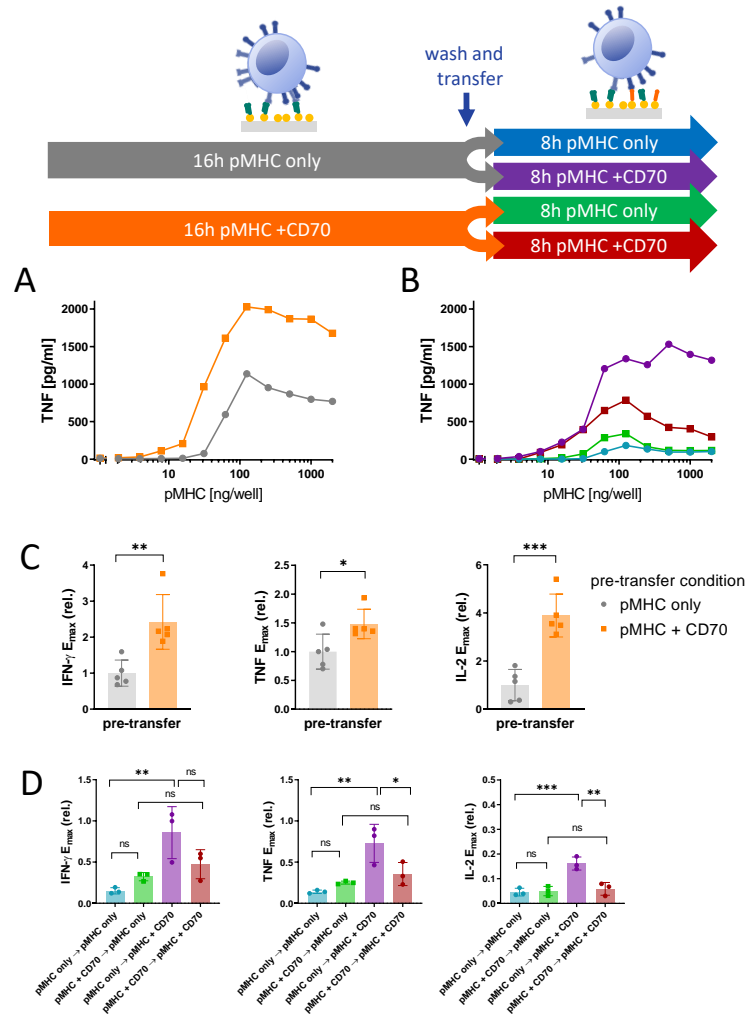 wash and
transfer
16h pMHC only
8h pMHC only
8h pMHC +CD70
16h pMHC +CD70
8h pMHC only
8h pMHC +CD70
A
B
TNF [pg/ml]
2000
1500
1000
500
0
10
100
1000
pMHC [ng/well]
TNF [pg/ml]
2000
1500
1000
500
0
10
100
1000
pMHC [ng/well]
C
IFN-γ Emax (rel.)
4
3
2
1
0
**
pre-transfer
TNF Emax (rel.)
2.5
2.0
1.5
1.0
0.5
0.0
*
pre-transfer
IL-2 Emax (rel.)
6
4
2
0
***
pre-transfer
pre-transfer condition
pMHC only
pMHC + CD70
D
IFN-γ Emax (rel.)
1.5
1.0
0.5
0.0
** ns
ns
ns
pMHC only → pMHC only
pMHC + CD70 → pMHC only
pMHC only → pMHC + CD70
pMHC + CD70 → pMHC + CD70
TNF Emax (rel.)
1.5
1.0
0.5
0.0
** *
ns
ns
pMHC only → pMHC only
pMHC + CD70 → pMHC only
pMHC only → pMHC + CD70
pMHC + CD70 → pMHC + CD70
IL-2 Emax (rel.)
0.5
0.4
0.3
0.2
0.1
0.0
*** **
ns
ns
pMHC only → pMHC only
pMHC + CD70 → pMHC only
pMHC only → pMHC + CD70
pMHC + CD70 → pMHC + CD70